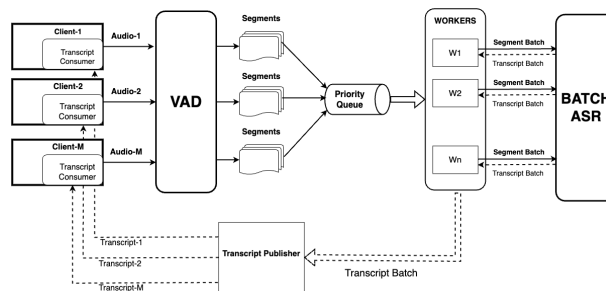 Client-1
Transcript
Consumer
Client-2
Transcript
Consumer
Client-M
Transcript
Consumer
Audio-1
Audio-2
Audio-M
VAD
Segments
Segments
Segments
Priority
Queue
WORKERS
W1
W2
Wn
Segment Batch
Transcript Batch
Segment Batch
Transcript Batch
Segment Batch
Transcript Batch
BATCH
ASR
Transcript Publisher
Transcript Batch
Transcript-1
Transcript-2
Transcript-M